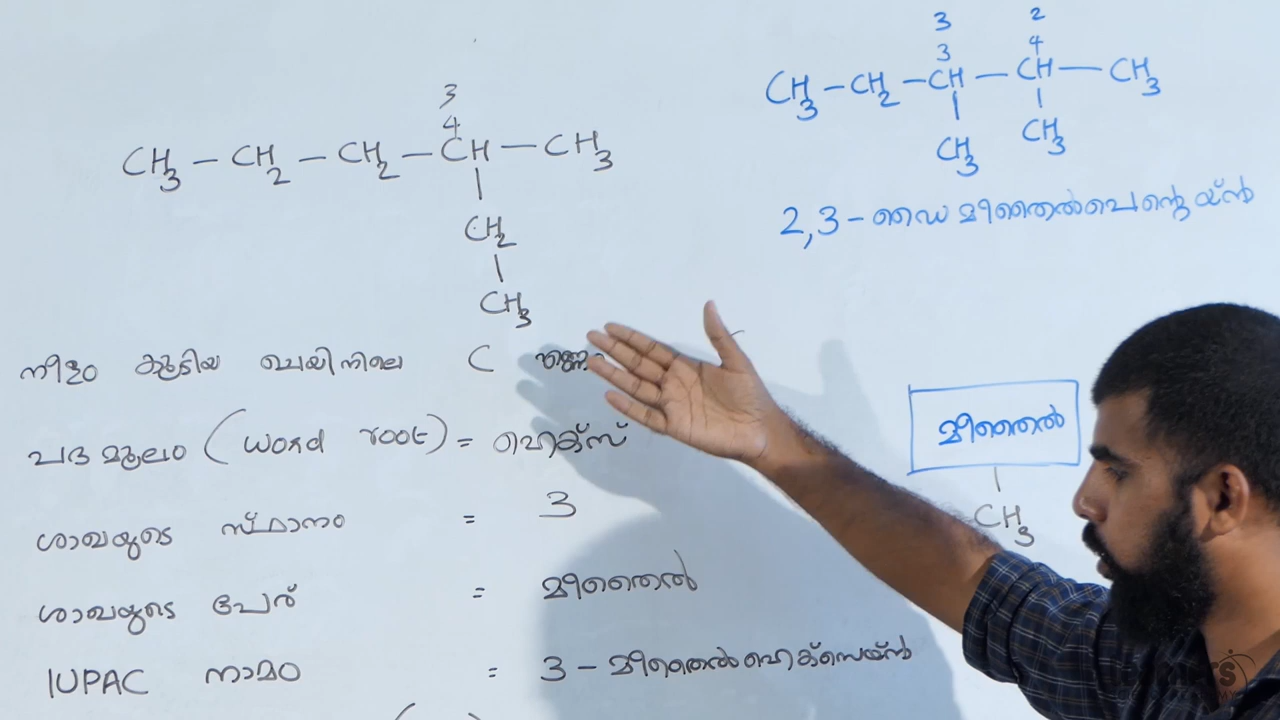 3
4
CH₃ – CH₂ – CH₂ – CH – CH₃
CH₂
CH₃
നീളം കൂടിയ ചെയിനിലെ C എണ്ണം
പദമൂലം (word root) = ഹെക്സ്
ശാഖയുടെ സ്ഥാനം = 3
ശാഖയുടെ പേര് = മീതൈൽ
IUPAC നാമം = 3 – മീതൈൽഹെക്സെയ്ൻ
3 2
3 4
CH₃ – CH₂ – CH – CH – CH₃
CH₃ CH₃
2,3 – ഡൈമീതൈൽപെന്റെയ്ൻ
മീതൈൽ
CH₃